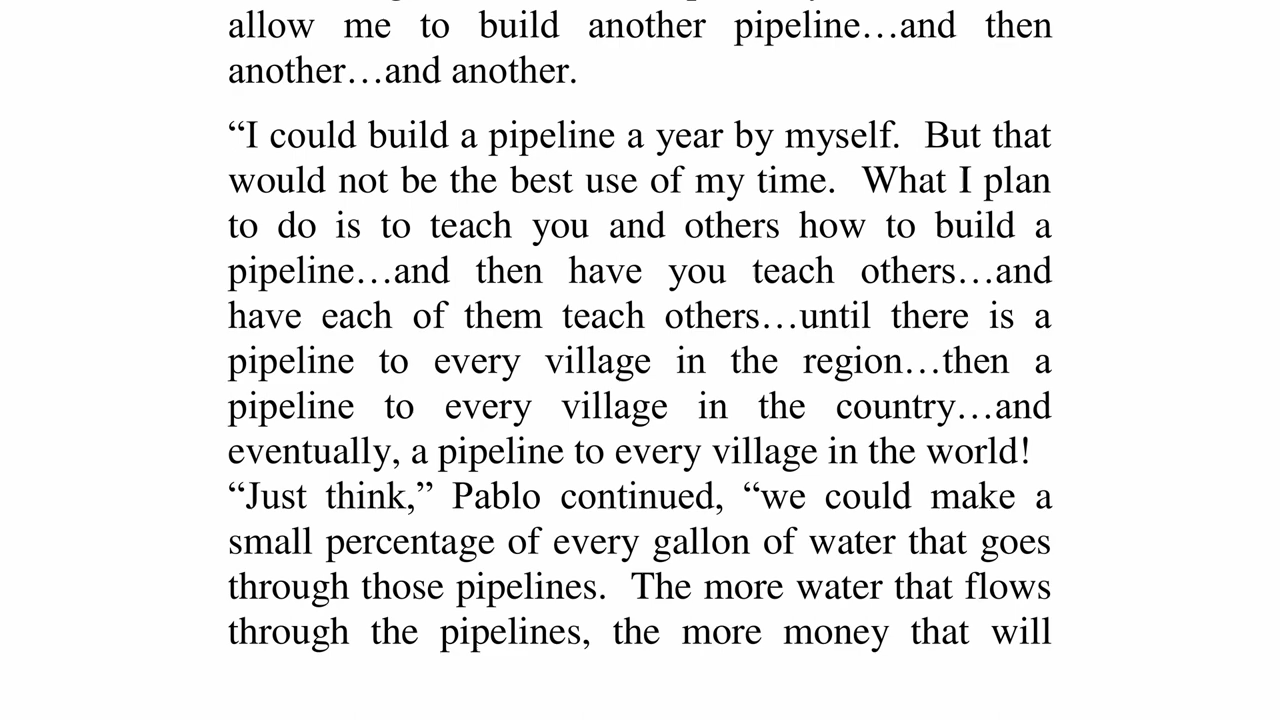 allow me to build another pipeline…and then
another…and another.
“I could build a pipeline a year by myself.  But that
would not be the best use of my time.  What I plan
to do is to teach you and others how to build a
pipeline…and then have you teach others…and
have each of them teach others…until there is a
pipeline to every village in the region…then a
pipeline to every village in the country…and
eventually, a pipeline to every village in the world!
“Just think,” Pablo continued, “we could make a
small percentage of every gallon of water that goes
through those pipelines.  The more water that flows
through the pipelines, the more money that will